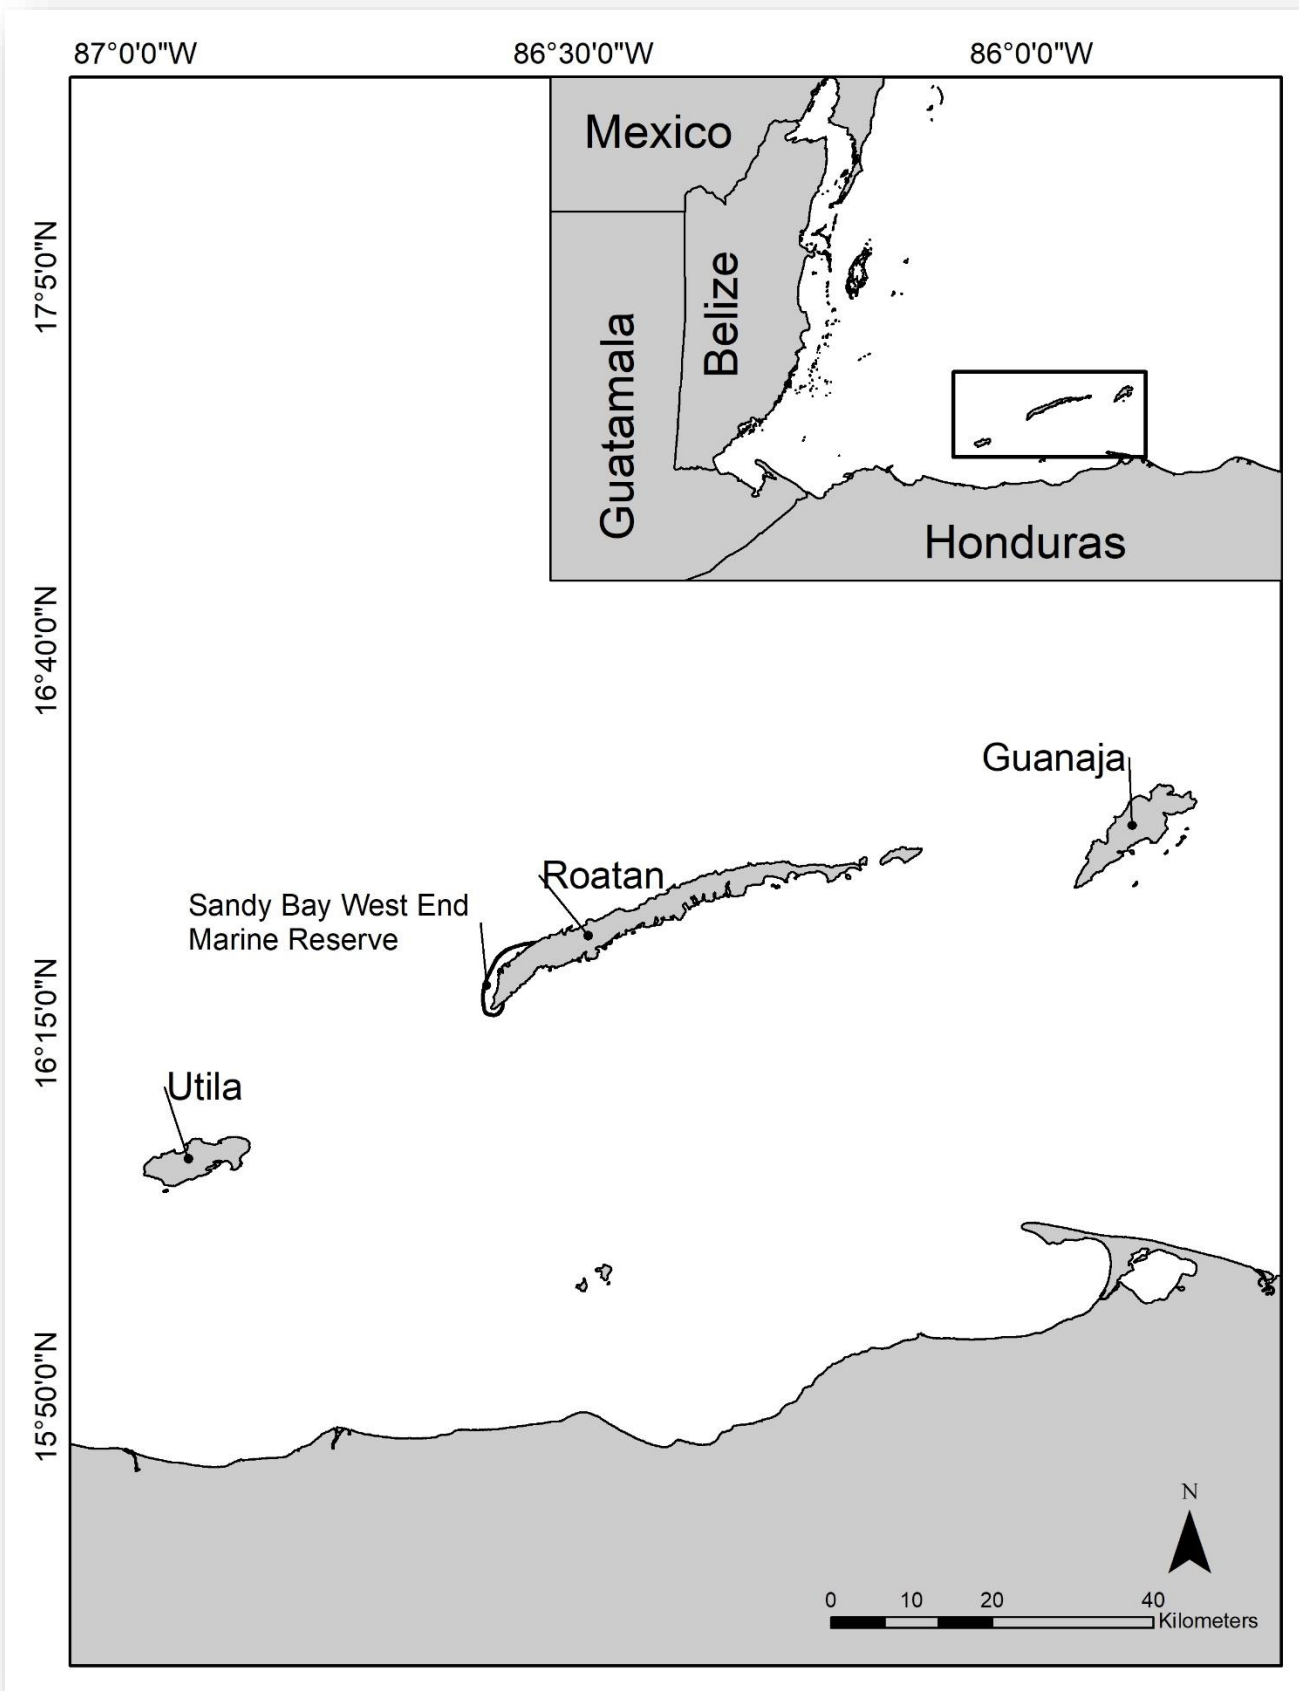 87°0'0"W
86°30'0"W
86°0'0"W
17°5'0"N
16°40'0"N
16°15'0"N
15°50'0"N
Mexico
Belize
Guatamala
Honduras
Guanaja
Roatan
Sandy Bay West End
Marine Reserve
Utila
N
0 10 20 40
Kilometers